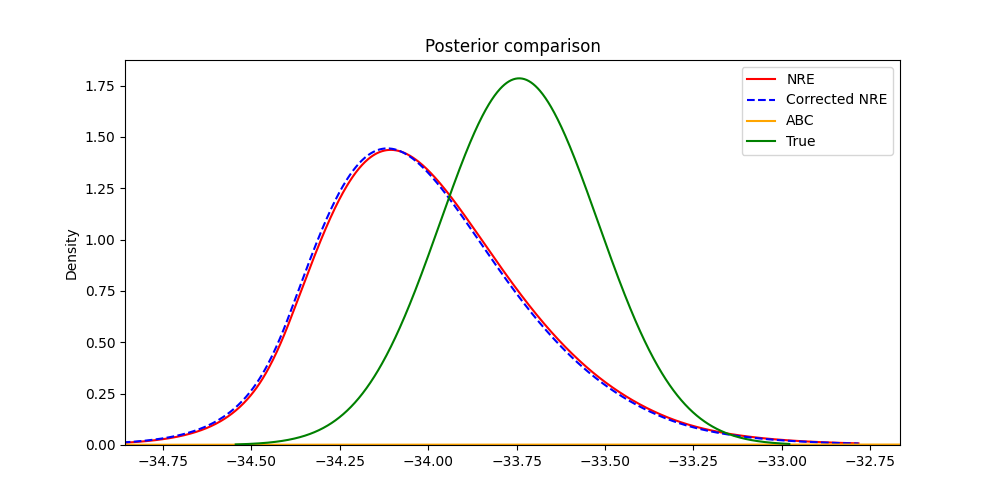 Posterior comparison
NRE
Corrected NRE
ABC
True
Density
1.75
1.50
1.25
1.00
0.75
0.50
0.25
0.00
−34.75
−34.50
−34.25
−34.00
−33.75
−33.50
−33.25
−33.00
−32.75